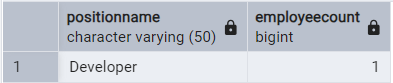 positionname employeecount
character varying (50) bigint
1 Developer 1